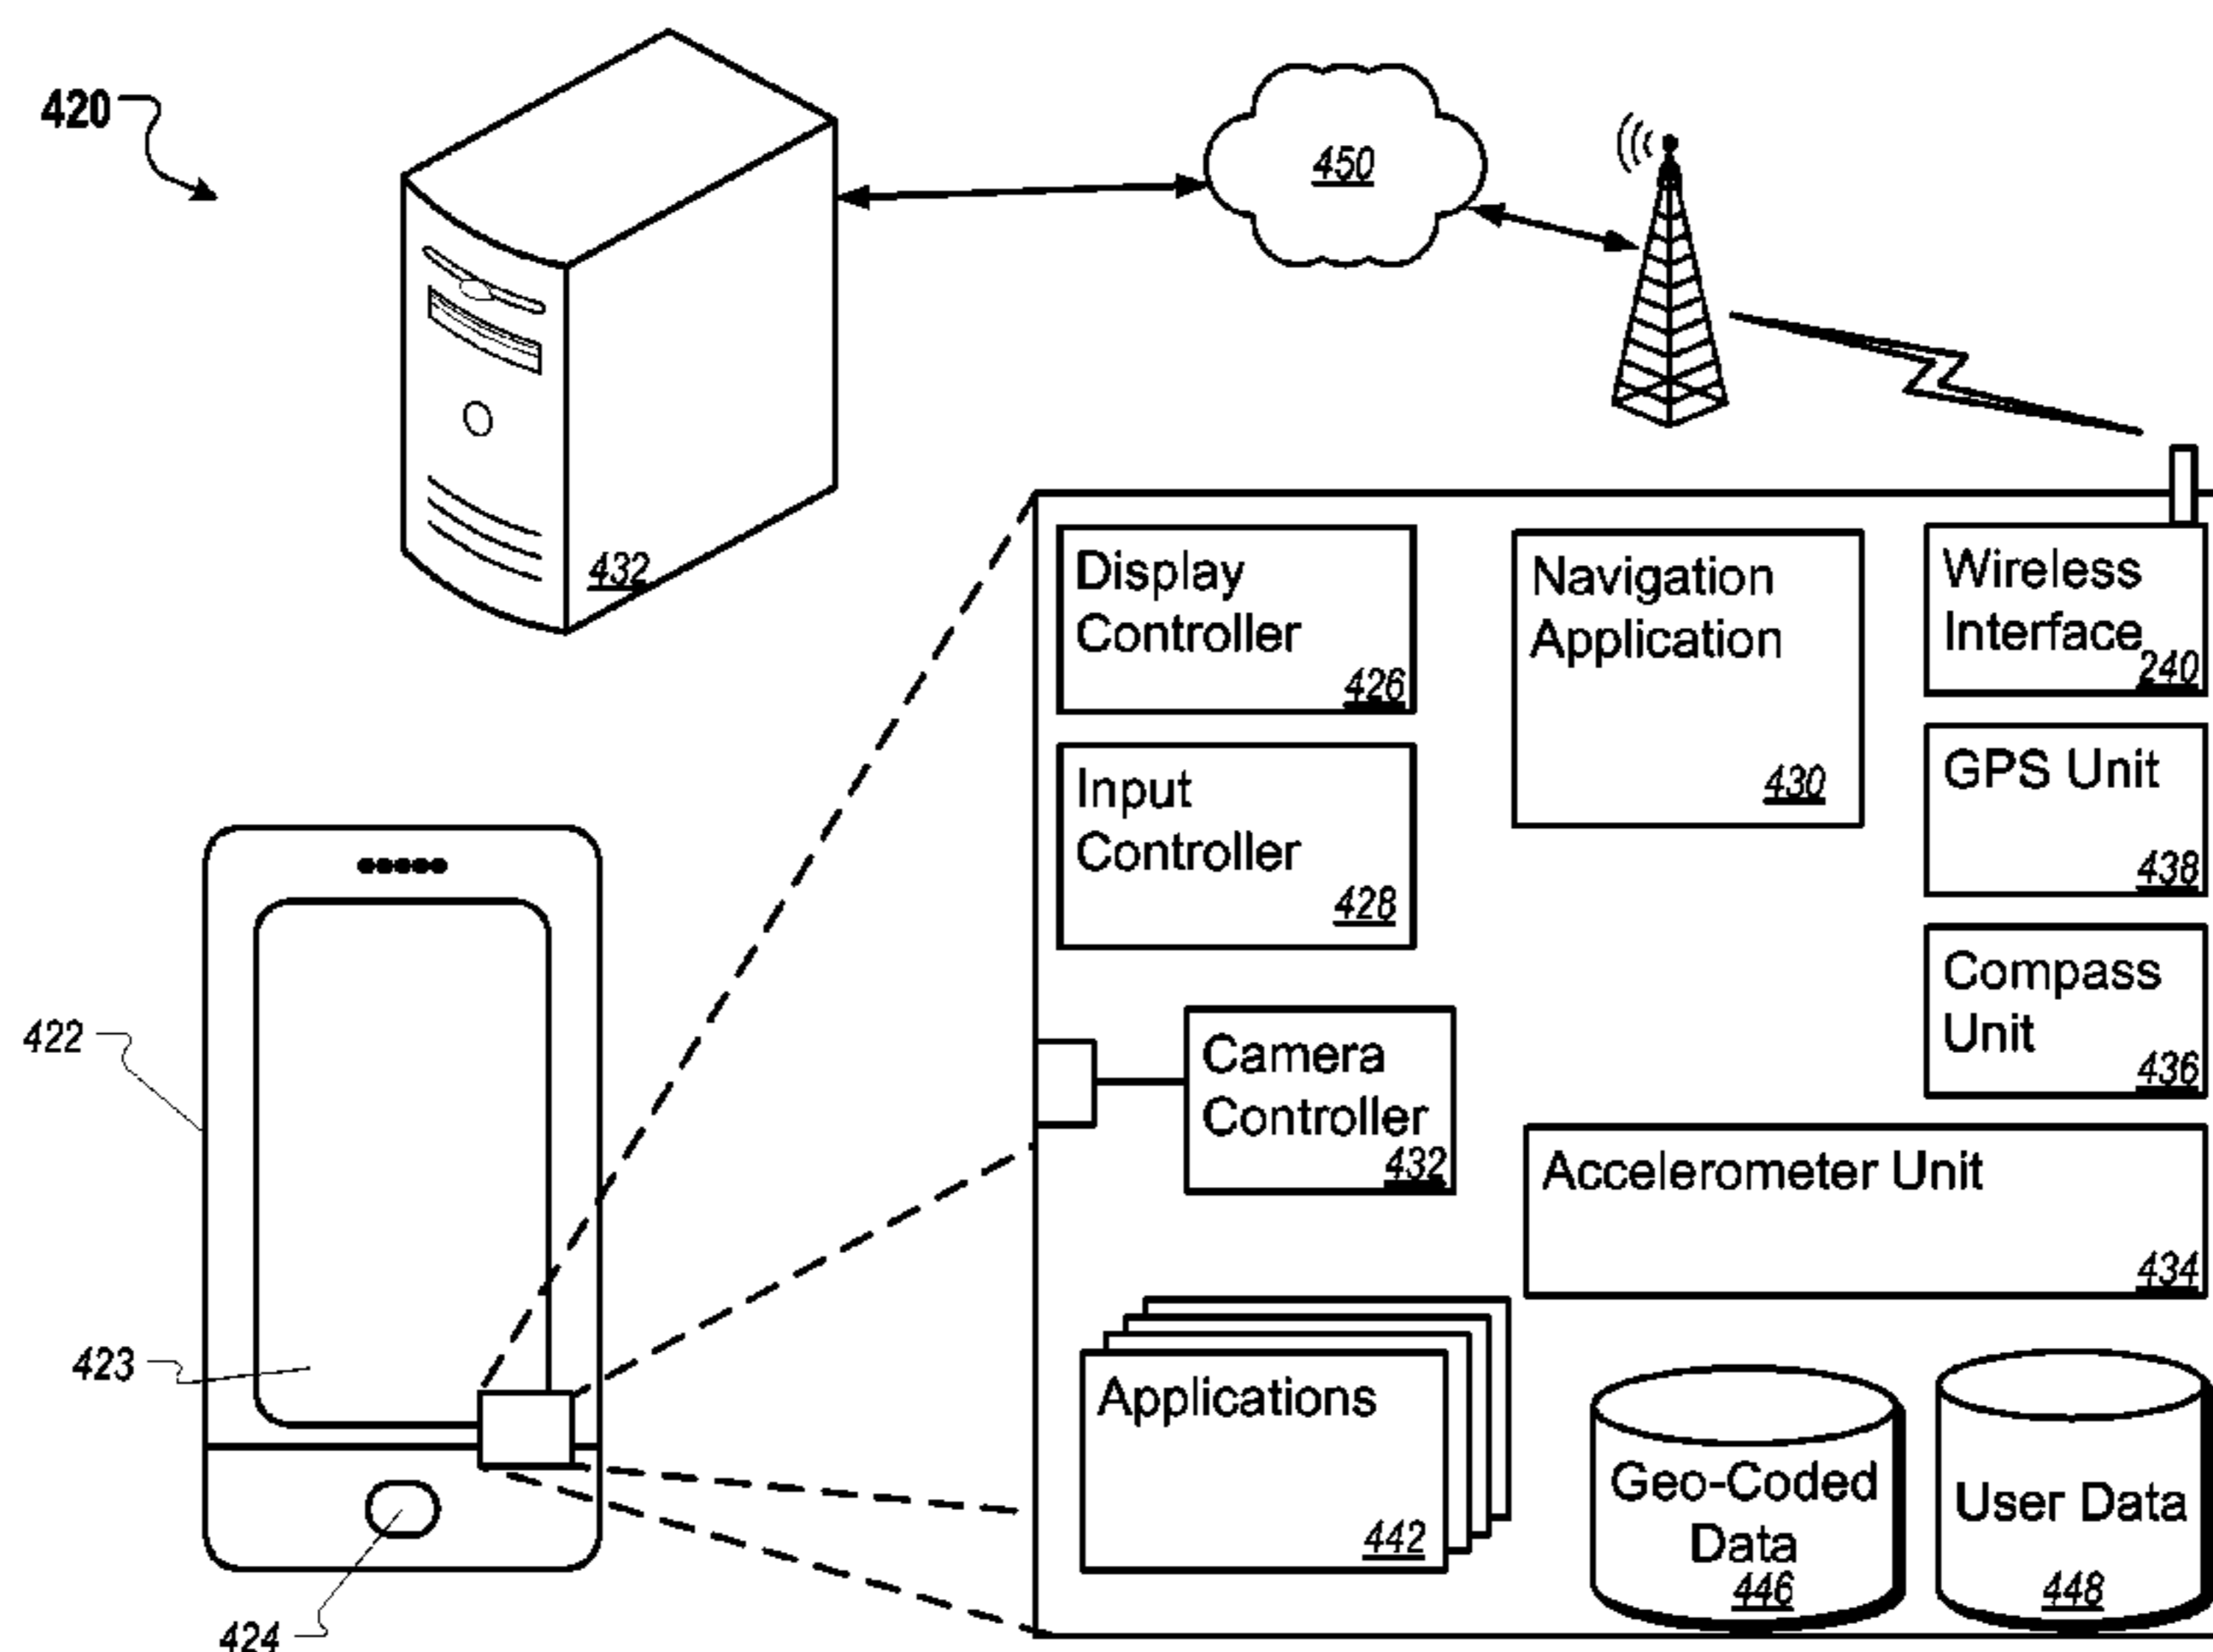 420
450
432
Display
Controller
426
Navigation
Application
430
Wireless
Interface
240
Input
Controller
428
GPS Unit
438
Compass
Unit
436
422
Camera
Controller
432
Accelerometer Unit
434
423
Applications
442
Geo-Coded
Data
446
User Data
448
424